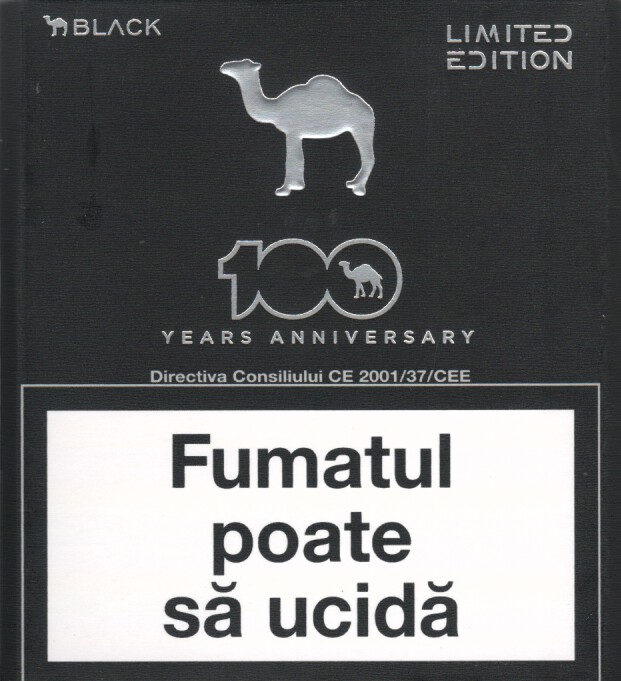 BLACK
LIMITED
EDITION
100
YEARS ANNIVERSARY
Directiva Consiliului CE 2001/37/CEE
Fumatul
poate
să ucidă